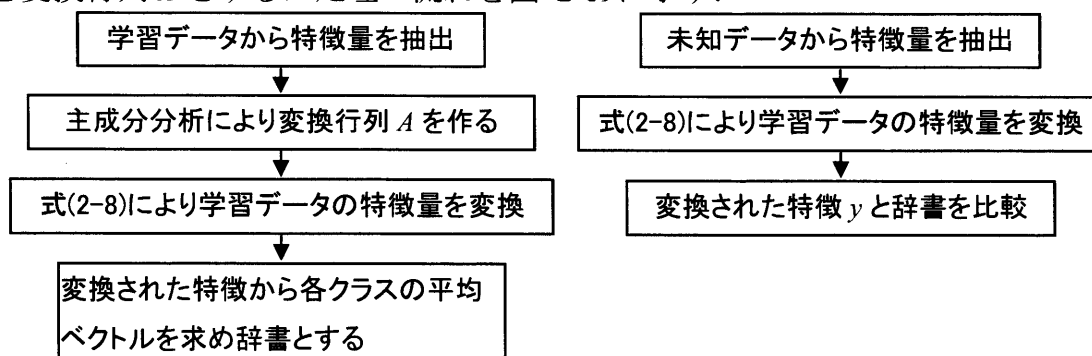 学習データから特徴量を抽出
主成分分析により変換行列 A を作る
式(2-8)により学習データの特徴量を変換
変換された特徴から各クラスの平均
ベクトルを求め辞書とする
未知データから特徴量を抽出
式(2-8)により学習データの特徴量を変換
変換された特徴 y と辞書を比較